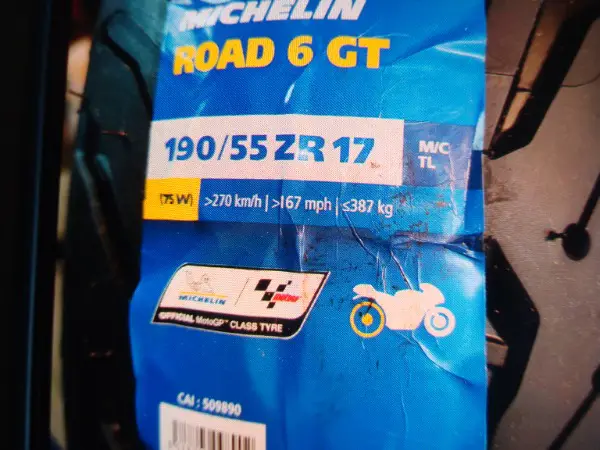 MICHELIN
ROAD 6 GT
190/55 ZR 17
M/C
TL
(75W) >270 km/h | >167 mph | ≤387 kg
MICHELIN
OFFICIAL MotoGP™ CLASS TYRE
CAI : 509890